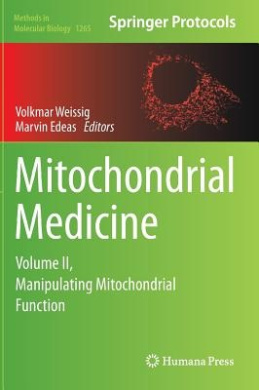 Methods in
Molecular Biology 1265
Springer Protocols
Volkmar Weissig
Marvin Edeas Editors
Mitochondrial
Medicine
Volume II,
Manipulating Mitochondrial
Function
Humana Press